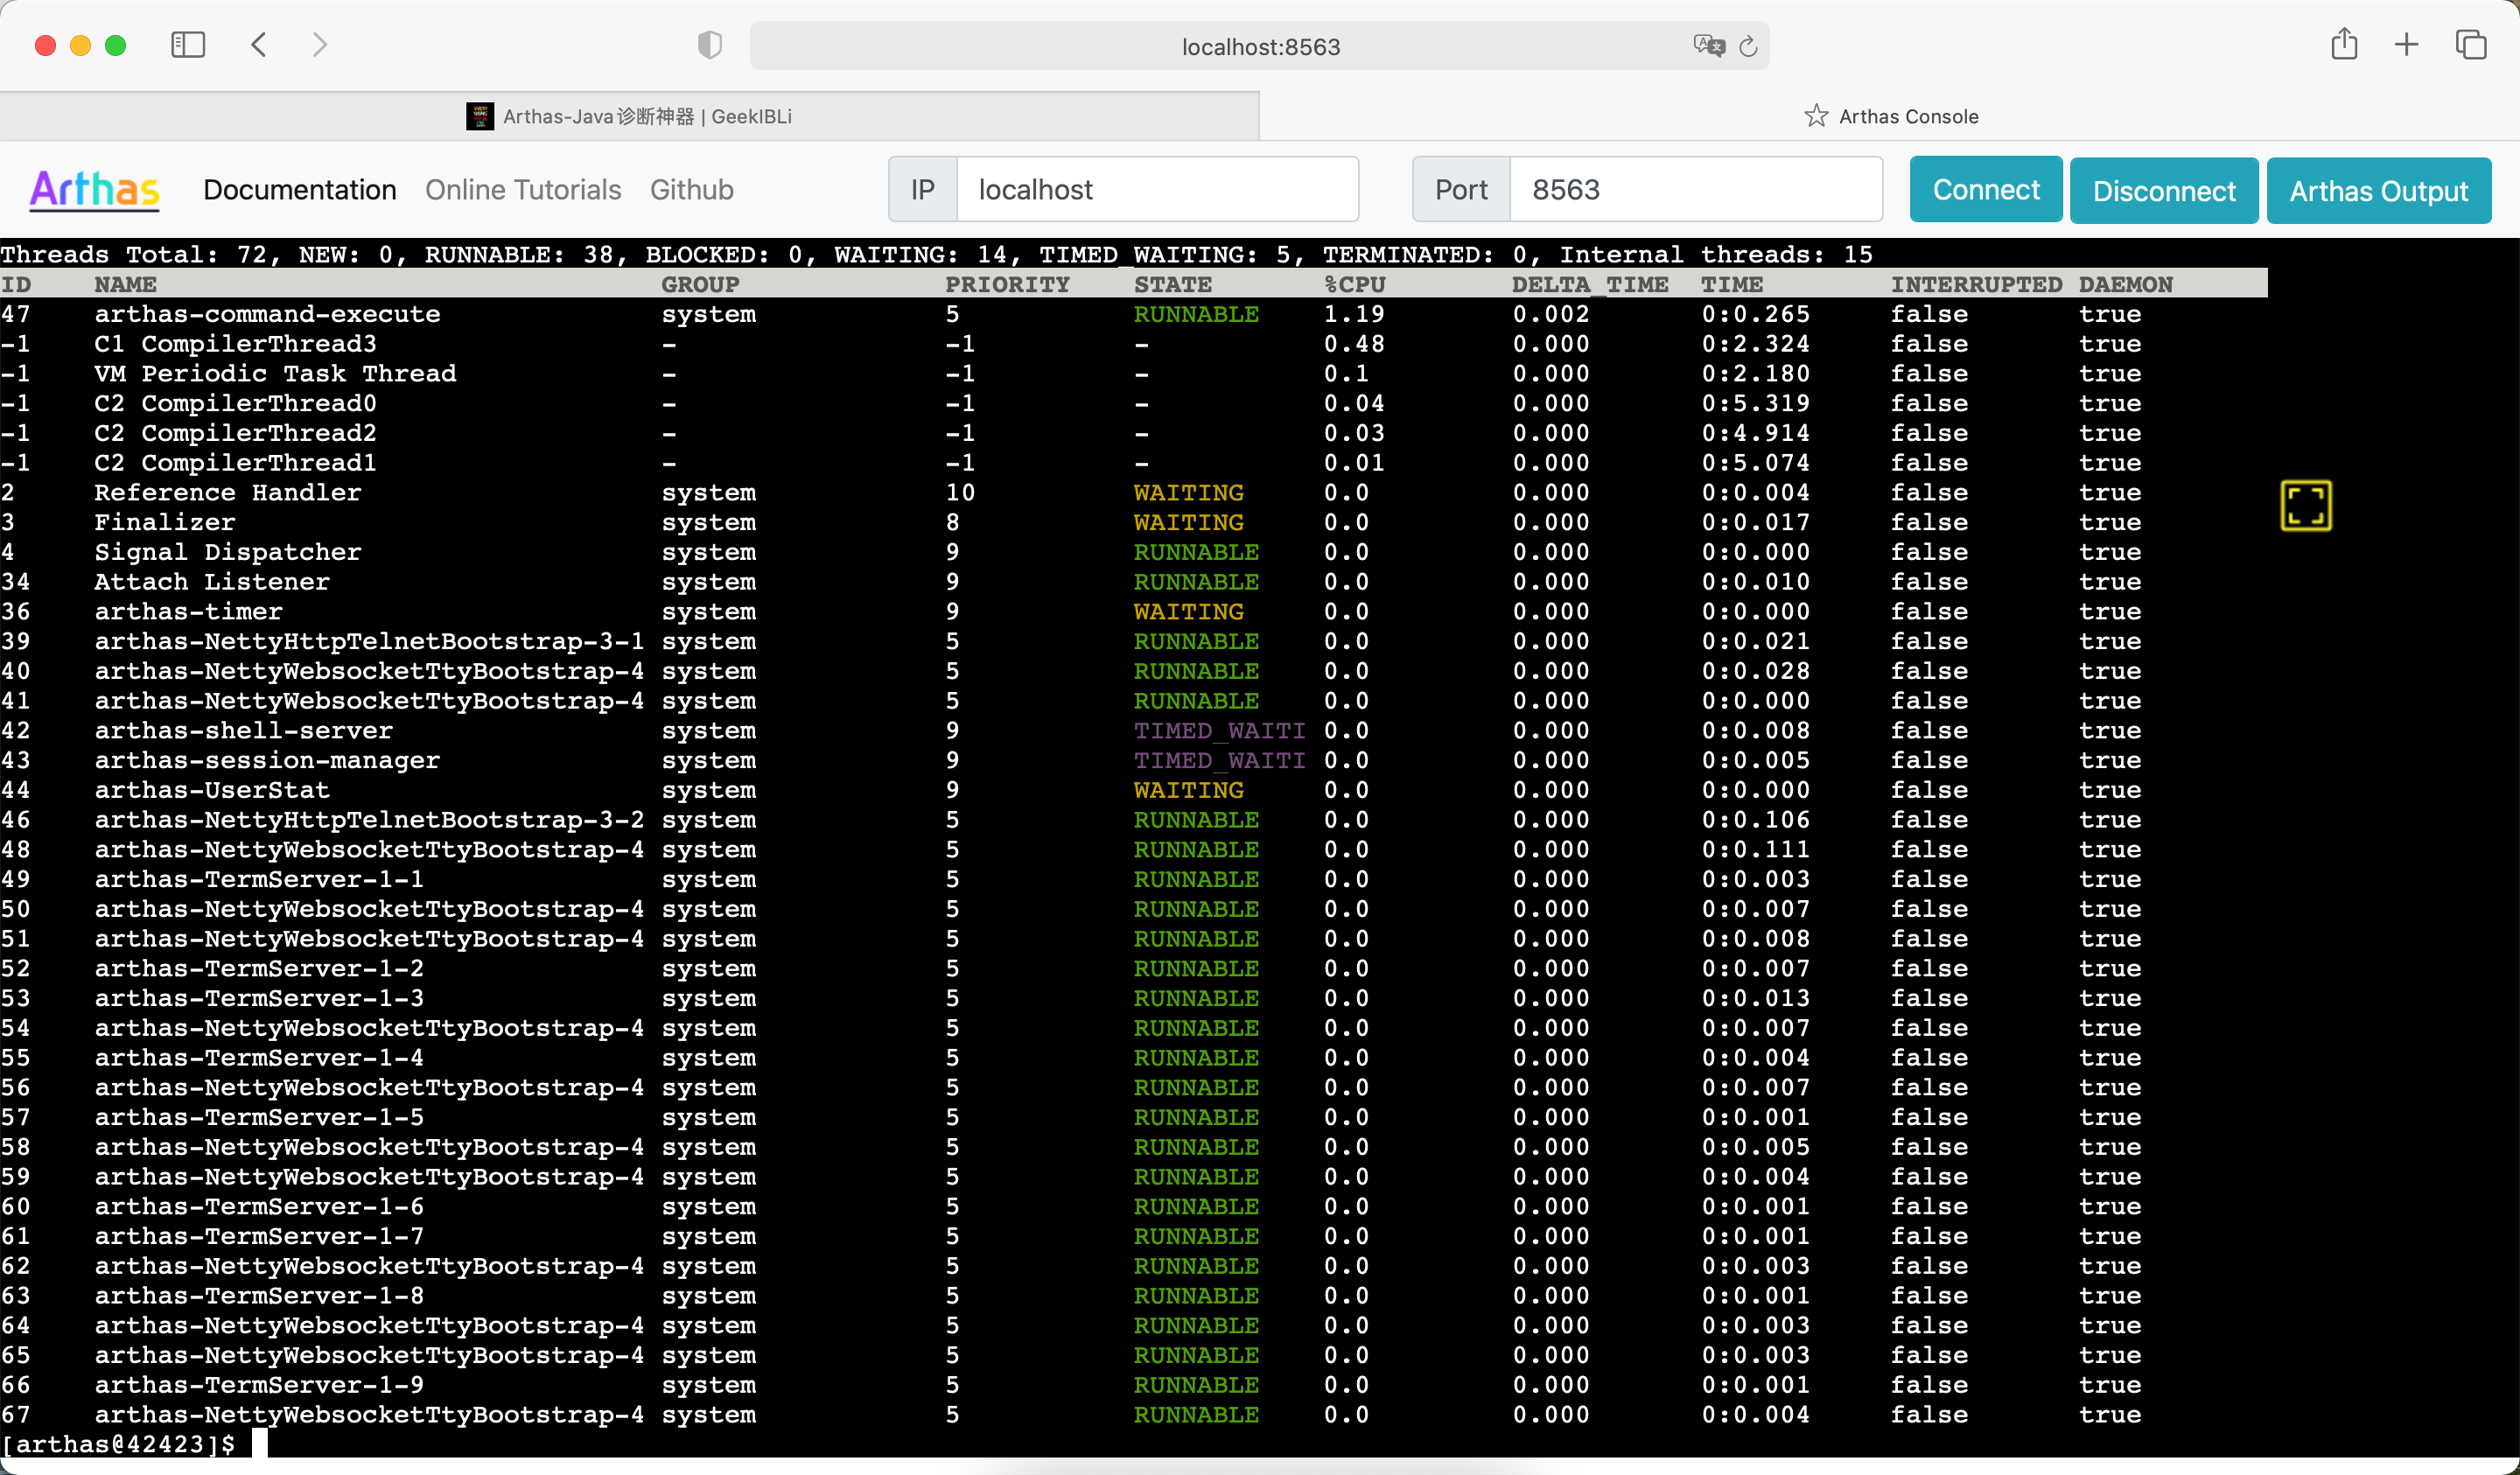 localhost:8563
Arthas-Java诊断神器 | GeekIBLi
Arthas Console
Arthas Documentation Online Tutorials Github IP localhost Port 8563 Connect Disconnect Arthas Output
Threads Total: 72, NEW: 0, RUNNABLE: 38, BLOCKED: 0, WAITING: 14, TIMED_WAITING: 5, TERMINATED: 0, Internal threads: 15
ID NAME GROUP PRIORITY STATE %CPU DELTA_TIME TIME INTERRUPTED DAEMON
47 arthas-command-execute system 5 RUNNABLE 1.19 0.002 0:0.265 false true
-1 C1 CompilerThread3 - -1 - 0.48 0.000 0:2.324 false true
-1 VM Periodic Task Thread - -1 - 0.1 0.000 0:2.180 false true
-1 C2 CompilerThread0 - -1 - 0.04 0.000 0:5.319 false true
-1 C2 CompilerThread2 - -1 - 0.03 0.000 0:4.914 false true
-1 C2 CompilerThread1 - -1 - 0.01 0.000 0:5.074 false true
2 Reference Handler system 10 WAITING 0.0 0.000 0:0.004 false true
3 Finalizer system 8 WAITING 0.0 0.000 0:0.017 false true
4 Signal Dispatcher system 9 RUNNABLE 0.0 0.000 0:0.000 false true
34 Attach Listener system 9 RUNNABLE 0.0 0.000 0:0.010 false true
36 arthas-timer system 9 WAITING 0.0 0.000 0:0.000 false true
39 arthas-NettyHttpTelnetBootstrap-3-1 system 5 RUNNABLE 0.0 0.000 0:0.021 false true
40 arthas-NettyWebsocketTtyBootstrap-4 system 5 RUNNABLE 0.0 0.000 0:0.028 false true
41 arthas-NettyWebsocketTtyBootstrap-4 system 5 RUNNABLE 0.0 0.000 0:0.000 false true
42 arthas-shell-server system 9 TIMED_WAITI 0.0 0.000 0:0.008 false true
43 arthas-session-manager system 9 TIMED_WAITI 0.0 0.000 0:0.005 false true
44 arthas-UserStat system 9 WAITING 0.0 0.000 0:0.000 false true
46 arthas-NettyHttpTelnetBootstrap-3-2 system 5 RUNNABLE 0.0 0.000 0:0.106 false true
48 arthas-NettyWebsocketTtyBootstrap-4 system 5 RUNNABLE 0.0 0.000 0:0.111 false true
49 arthas-TermServer-1-1 system 5 RUNNABLE 0.0 0.000 0:0.003 false true
50 arthas-NettyWebsocketTtyBootstrap-4 system 5 RUNNABLE 0.0 0.000 0:0.007 false true
51 arthas-NettyWebsocketTtyBootstrap-4 system 5 RUNNABLE 0.0 0.000 0:0.008 false true
52 arthas-TermServer-1-2 system 5 RUNNABLE 0.0 0.000 0:0.007 false true
53 arthas-TermServer-1-3 system 5 RUNNABLE 0.0 0.000 0:0.013 false true
54 arthas-NettyWebsocketTtyBootstrap-4 system 5 RUNNABLE 0.0 0.000 0:0.007 false true
55 arthas-TermServer-1-4 system 5 RUNNABLE 0.0 0.000 0:0.004 false true
56 arthas-NettyWebsocketTtyBootstrap-4 system 5 RUNNABLE 0.0 0.000 0:0.007 false true
57 arthas-TermServer-1-5 system 5 RUNNABLE 0.0 0.000 0:0.001 false true
58 arthas-NettyWebsocketTtyBootstrap-4 system 5 RUNNABLE 0.0 0.000 0:0.005 false true
59 arthas-NettyWebsocketTtyBootstrap-4 system 5 RUNNABLE 0.0 0.000 0:0.004 false true
60 arthas-TermServer-1-6 system 5 RUNNABLE 0.0 0.000 0:0.001 false true
61 arthas-TermServer-1-7 system 5 RUNNABLE 0.0 0.000 0:0.001 false true
62 arthas-NettyWebsocketTtyBootstrap-4 system 5 RUNNABLE 0.0 0.000 0:0.003 false true
63 arthas-TermServer-1-8 system 5 RUNNABLE 0.0 0.000 0:0.001 false true
64 arthas-NettyWebsocketTtyBootstrap-4 system 5 RUNNABLE 0.0 0.000 0:0.003 false true
65 arthas-NettyWebsocketTtyBootstrap-4 system 5 RUNNABLE 0.0 0.000 0:0.003 false true
66 arthas-TermServer-1-9 system 5 RUNNABLE 0.0 0.000 0:0.001 false true
67 arthas-NettyWebsocketTtyBootstrap-4 system 5 RUNNABLE 0.0 0.000 0:0.004 false true
[arthas@42423]$